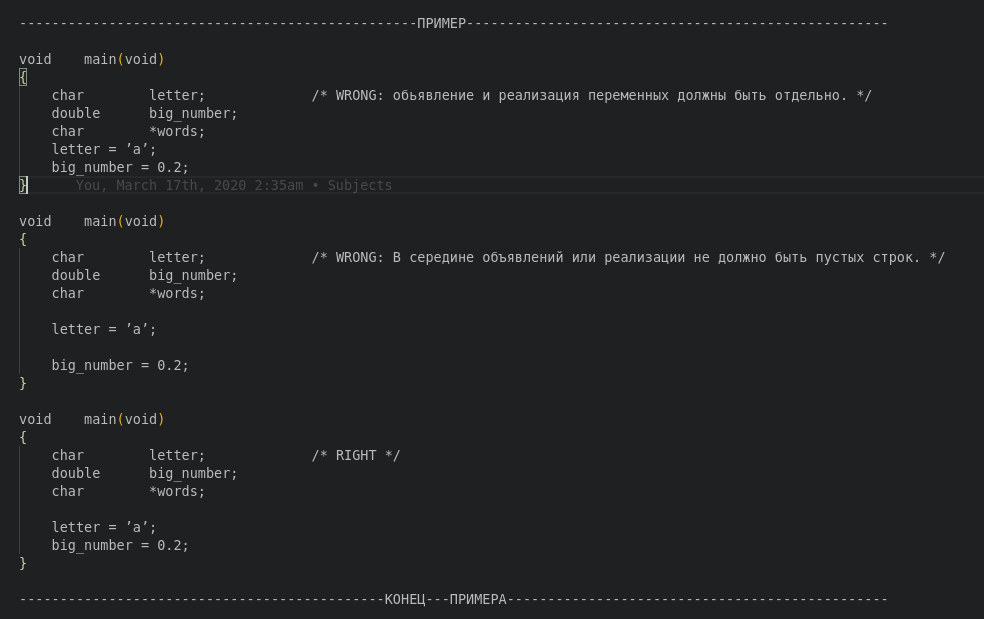 -------------------------------------------------ПРИМЕР----------------------------------------------------
void    main(void)
{
    char        letter;             /* WRONG: обьявление и реализация переменных должны быть отдельно. */
    double      big_number;
    char        *words;
    letter = ’a’;
    big_number = 0.2;
}      You, March 17th, 2020 2:35am • Subjects
void    main(void)
{
    char        letter;             /* WRONG: В середине объявлений или реализации не должно быть пустых строк. */
    double      big_number;
    char        *words;
    letter = ’a’;
    big_number = 0.2;
}
void    main(void)
{
    char        letter;             /* RIGHT */
    double      big_number;
    char        *words;
    letter = ’a’;
    big_number = 0.2;
}
---------------------------------------------КОНЕЦ---ПРИМЕРА-----------------------------------------------